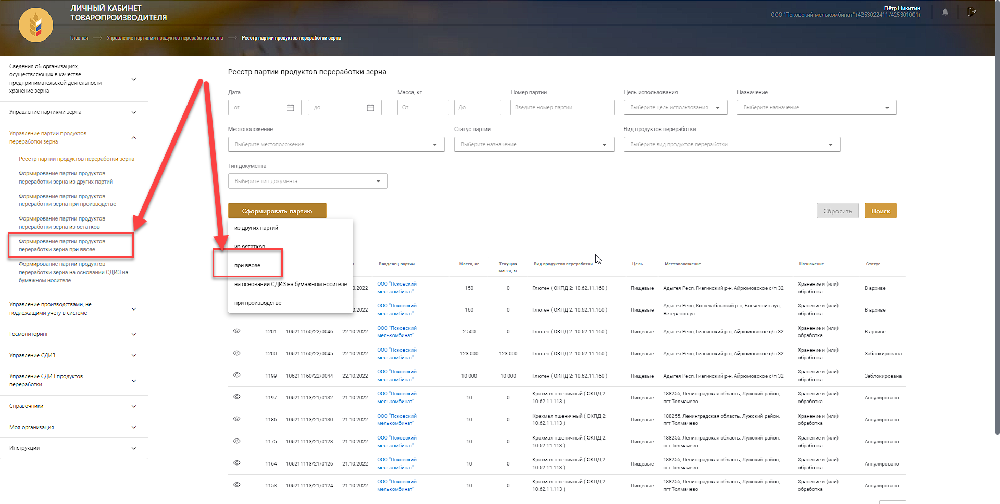 ЛИЧНЫЙ КАБИНЕТ
ТОВАРОПРОИЗВОДИТЕЛЯ
Пётр Никитин
ООО "Псковский мелькомбинат" (4253022411/425301001)
Главная
Управление партиями продуктов переработки зерна
Реестр партии продуктов переработки зерна
Сведения об организациях,
осуществляющих в качестве
предпринимательской деятельности
хранение зерна
Управление партиями зерна
Управление партии продуктов
переработки зерна
Реестр партии продуктов переработки зерна
Формирование партии продуктов
переработки зерна из других партий
Формирование партии продуктов
переработки зерна при производстве
Формирование партии продуктов
переработки зерна из остатков
Формирование партии продуктов
переработки зерна при ввозе
Формирование партии продуктов
переработки зерна на основании СДИЗ на
бумажном носителе
Управление производствами, не
подлежащими учету в системе
Госмониторинг
Управление СДИЗ
Управление СДИЗ продуктов
переработки
Справочники
Моя организация
Инструкции
Реестр партии продуктов переработки зерна
Дата Масса, кг Номер партии Цель использования Назначение
от до От До Введите номер партии Выберите цель использования Выберите назначение
Местоположение Статус партии Вид продуктов переработки
Выберите местоположение Выберите назначение Выберите вид продуктов переработки
Тип документа
Выберите тип документа
Сформировать партию Сбросить Поиск
из других партий
из остатков
при ввозе
на основании СДИЗ на бумажном носителе
при производстве
Владелец партии Масса, кг Текущая масса, кг Вид продуктов переработки Цель Местоположение Назначение Статус
0.2022 ООО "Псковский мелькомбинат" 150 0 Глютен ( ОКПД 2: 10.62.11.160 ) Пищевые Адыгея Респ, Гиагинский р-н, Айрюмовское с/п 32 Хранение и (или) обработка В архиве
0.2022 ООО "Псковский мелькомбинат" 160 0 Глютен ( ОКПД 2: 10.62.11.160 ) Пищевые Адыгея Респ, Кошехабльский р-н, Блечепсин аул, Ветеранов ул Хранение и (или) обработка В архиве
1201 106211160/22/0046 22.10.2022 ООО "Псковский мелькомбинат" 2 500 0 Глютен ( ОКПД 2: 10.62.11.160 ) Пищевые Адыгея Респ, Гиагинский р-н, Айрюмовское с/п 32 Хранение и (или) обработка В архиве
1200 106211160/22/0045 22.10.2022 ООО "Псковский мелькомбинат" 123 000 123 000 Глютен ( ОКПД 2: 10.62.11.160 ) Пищевые Адыгея Респ, Гиагинский р-н, Айрюмовское с/п 32 Хранение и (или) обработка Заблокирована
1199 106211160/22/0044 22.10.2022 ООО "Псковский мелькомбинат" 10 000 10 000 Глютен ( ОКПД 2: 10.62.11.160 ) Пищевые Адыгея Респ, Гиагинский р-н, Айрюмовское с/п 32 Хранение и (или) обработка Заблокирована
1197 106211113/21/0132 21.10.2022 ООО "Псковский мелькомбинат" 10 0 Крахмал пшеничный ( ОКПД 2: 10.62.11.113 ) Пищевые 188255, Ленинградская область, Лужский район, пгт Толмачево Хранение и (или) обработка Аннулировано
1186 106211113/21/0130 21.10.2022 ООО "Псковский мелькомбинат" 10 0 Крахмал пшеничный ( ОКПД 2: 10.62.11.113 ) Пищевые 188255, Ленинградская область, Лужский район, пгт Толмачево Хранение и (или) обработка Аннулировано
1175 106211113/21/0128 21.10.2022 ООО "Псковский мелькомбинат" 10 0 Крахмал пшеничный ( ОКПД 2: 10.62.11.113 ) Пищевые 188255, Ленинградская область, Лужский район, пгт Толмачево Хранение и (или) обработка Аннулировано
1164 106211113/21/0126 21.10.2022 ООО "Псковский мелькомбинат" 10 0 Крахмал пшеничный ( ОКПД 2: 10.62.11.113 ) Пищевые 188255, Ленинградская область, Лужский район, пгт Толмачево Хранение и (или) обработка Аннулировано
1153 106211113/21/0124 21.10.2022 ООО "Псковский мелькомбинат" 10 0 Крахмал пшеничный ( ОКПД 2: 10.62.11.113 ) Пищевые 188255, Ленинградская область, Лужский район, пгт Толмачево Хранение и (или) обработка Аннулировано